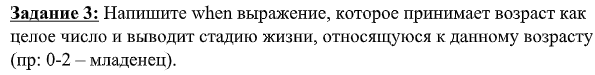 Задание 3: Напишите when выражение, которое принимает возраст как
целое число и выводит стадию жизни, относящуюся к данному возрасту
(пр: 0-2 – младенец).